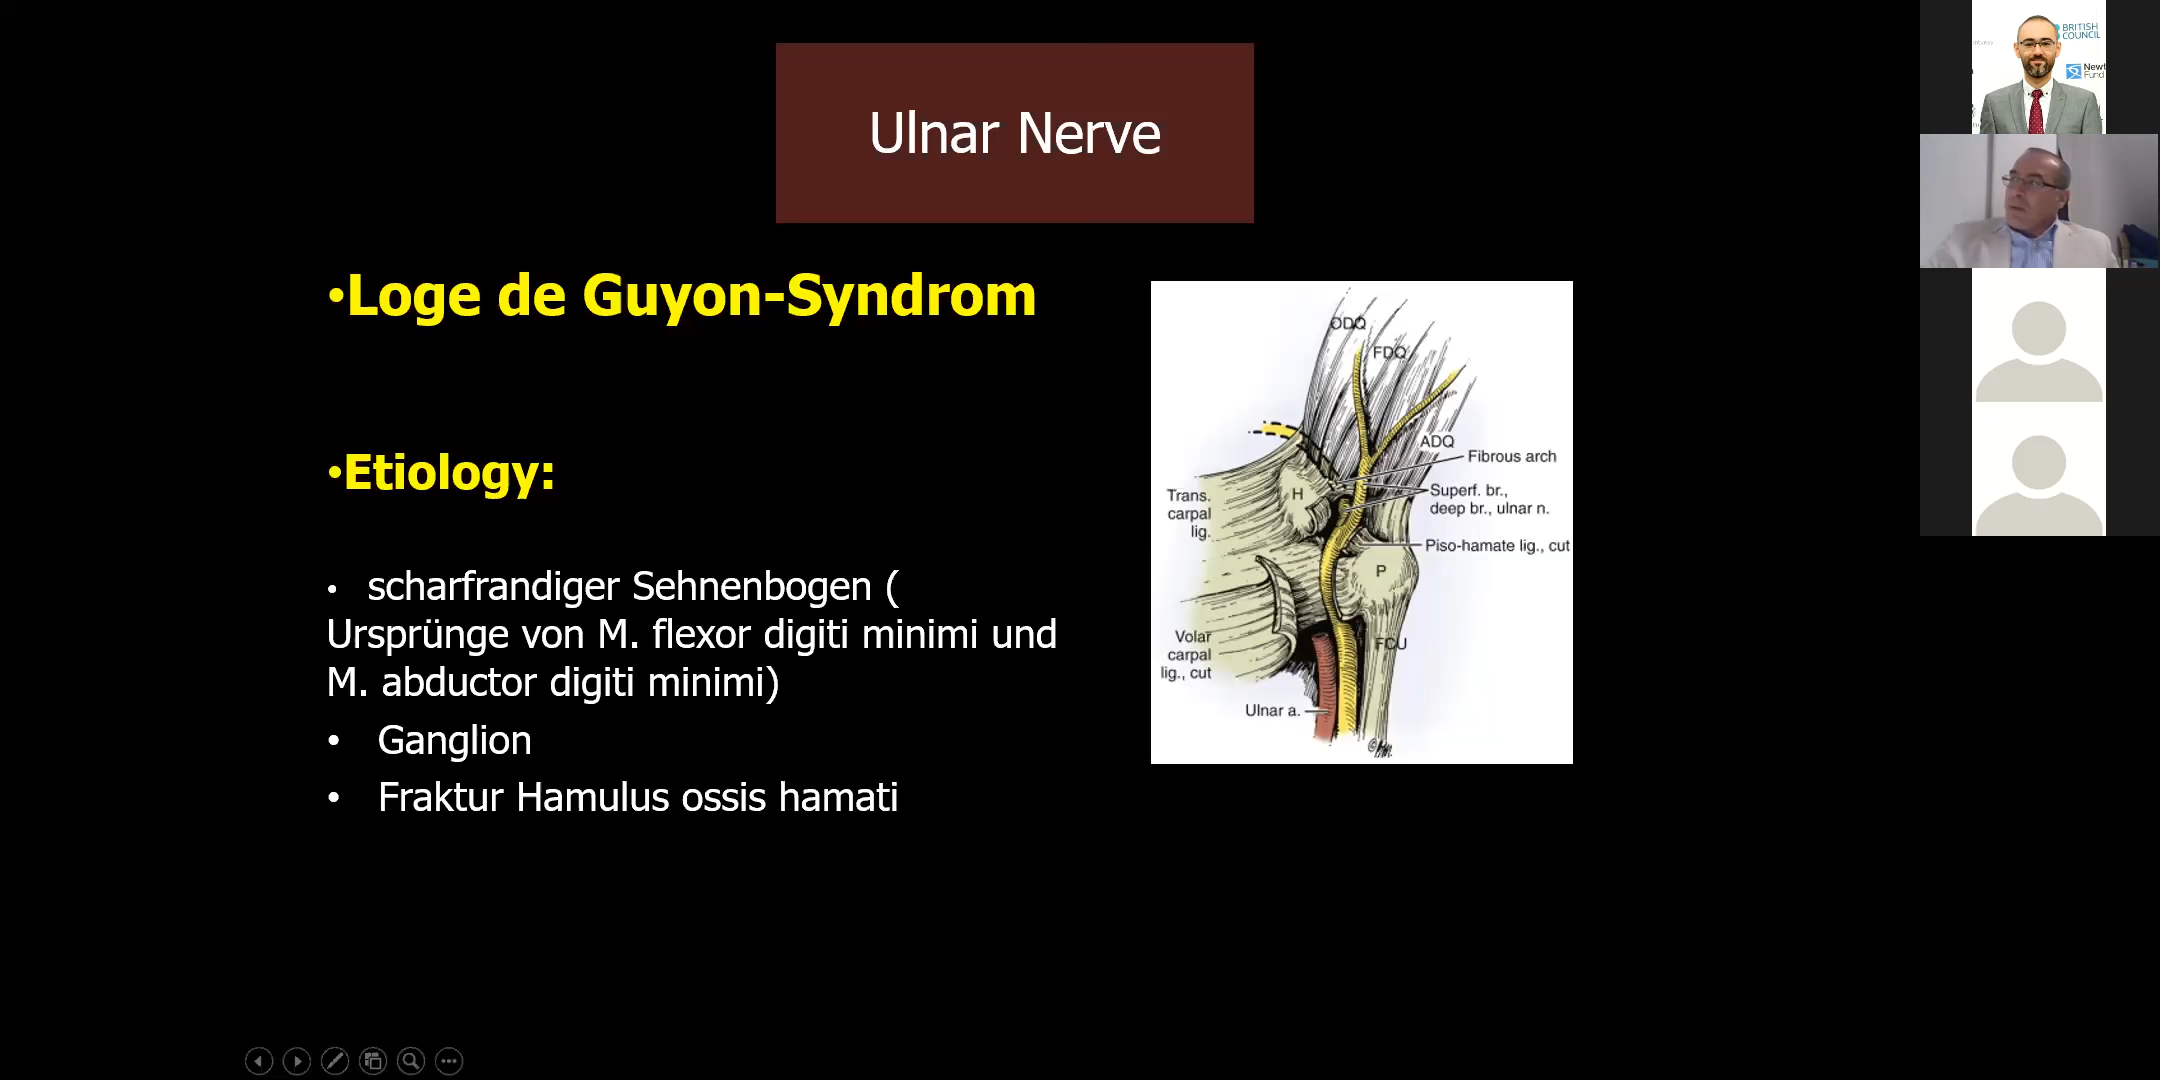 Ulnar Nerve
•Loge de Guyon-Syndrom
•Etiology:
• scharfrandiger Sehnenbogen (
Ursprünge von M. flexor digiti minimi und
M. abductor digiti minimi)
• Ganglion
• Fraktur Hamulus ossis hamati
ODQ
FDQ
ADQ
Fibrous arch
Superf. br.,
deep br., ulnar n.
Piso-hamate lig., cut
H
P
Trans.
carpal
lig.
Volar
carpal
lig., cut
FCU
Ulnar a.
BRITISH
COUNCIL
Fund